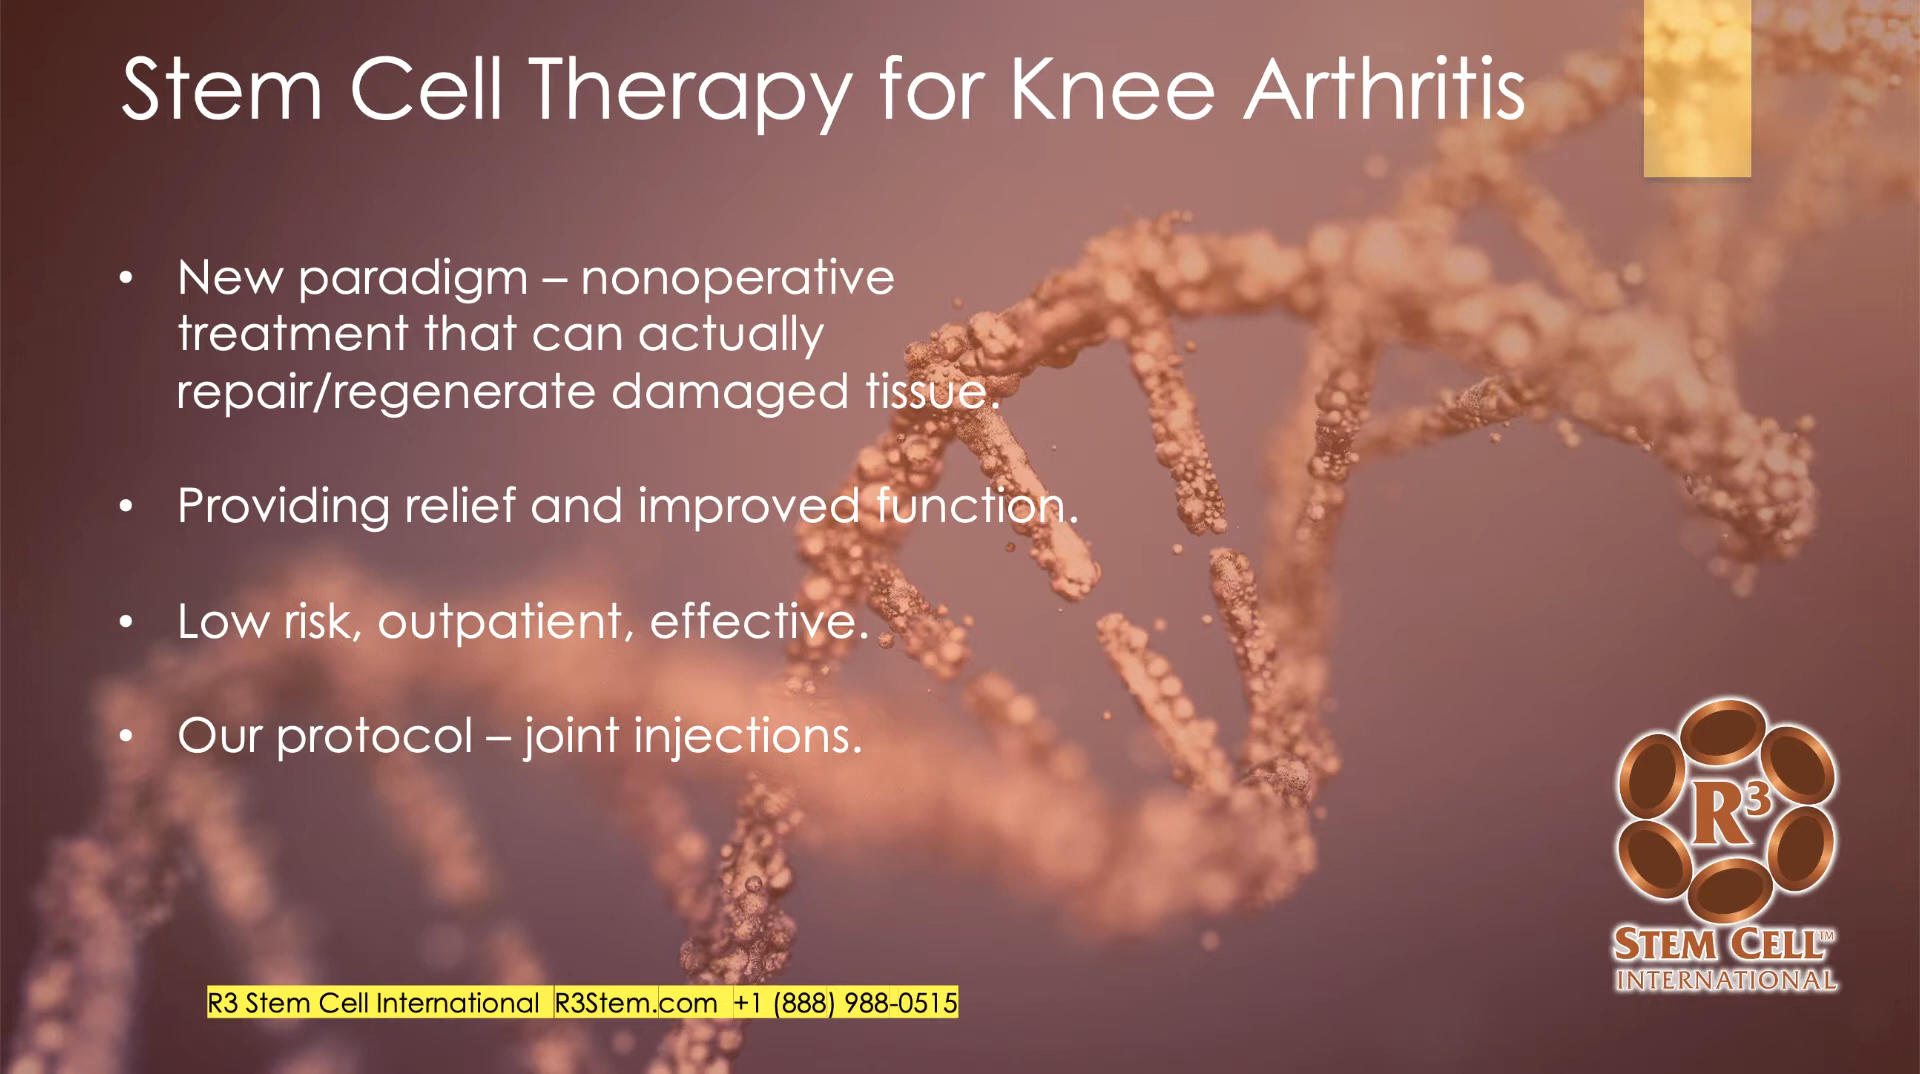 Stem Cell Therapy for Knee Arthritis
• New paradigm – nonoperative
treatment that can actually
repair/regenerate damaged tissue.
• Providing relief and improved function.
• Low risk, outpatient, effective.
• Our protocol – joint injections.
R3
STEM CELL™
INTERNATIONAL
R3 Stem Cell International  R3Stem.com  +1 (888) 988-0515